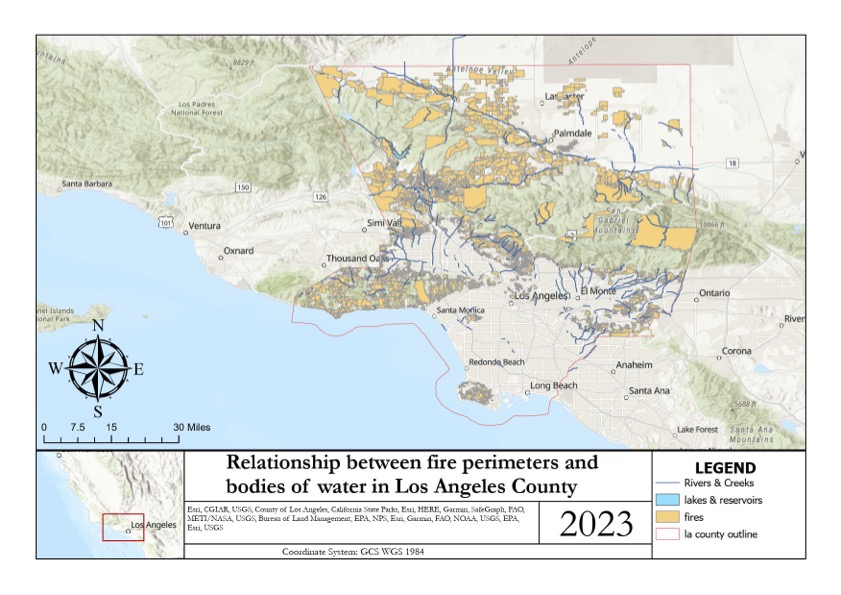 8829 ft
Antelope Valley
Antelope
Los Padres
National Forest
Lancaster
Palmdale
18
Santa Barbara
150
126
101
Ventura
Simi Vall
San
Gabriel
Mountains
10066 ft
Oxnard
Thousand Oaks
5
Los Angeles
El Monte
Ontario
nel Islands
onal Park
Santa Monica
River
Redondo Beach
Corona
Anaheim
Long Beach
Santa Ana
5688 ft
Lake Forest
Santa Ana
Mountains
N
W
E
S
0 7.5 15 30 Miles
Los Angeles
Relationship between fire perimeters and
bodies of water in Los Angeles County
Esri, CGIAR, USGS, County of Los Angeles, California State Parks, Esri, HERE, Garmin, SafeGraph, FAO,
METI/NASA, USGS, Bureau of Land Management, EPA, NPS, Esri, Garmin, FAO, NOAA, USGS, EPA,
Esri, USGS
2023
Coordinate System: GCS WGS 1984
LEGEND
Rivers & Creeks
lakes & reservoirs
fires
la county outline